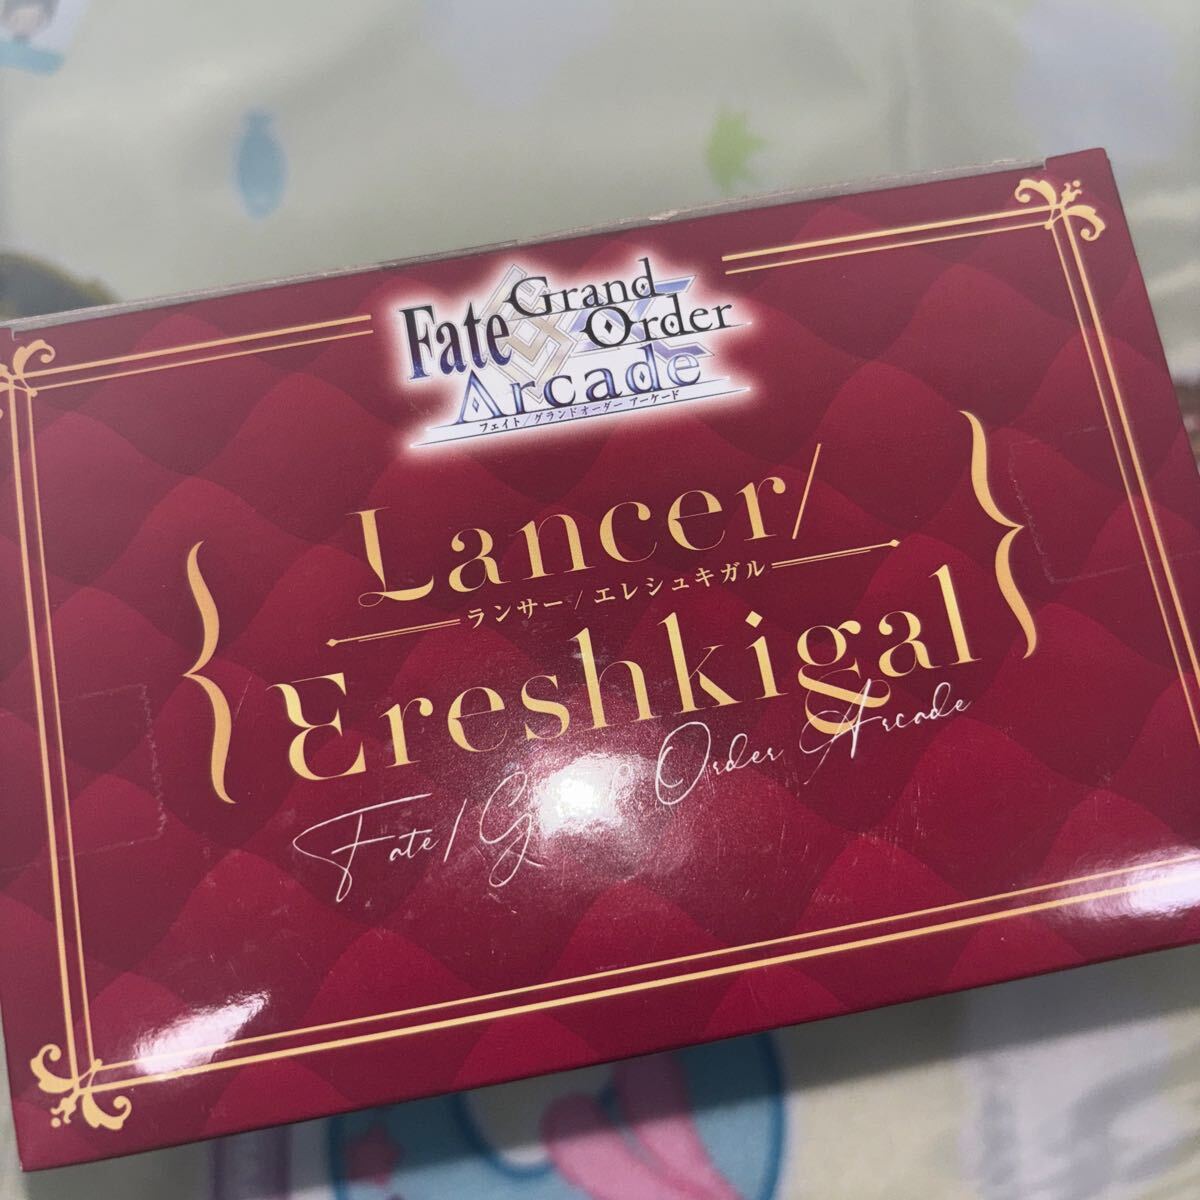 Fate
Grand
Order
Arcade
フェイト/グランドオーダー アーケード
Lancer/
ランサー/エレシュキガル
Ereshkigal
Fate/Grand Order Arcade